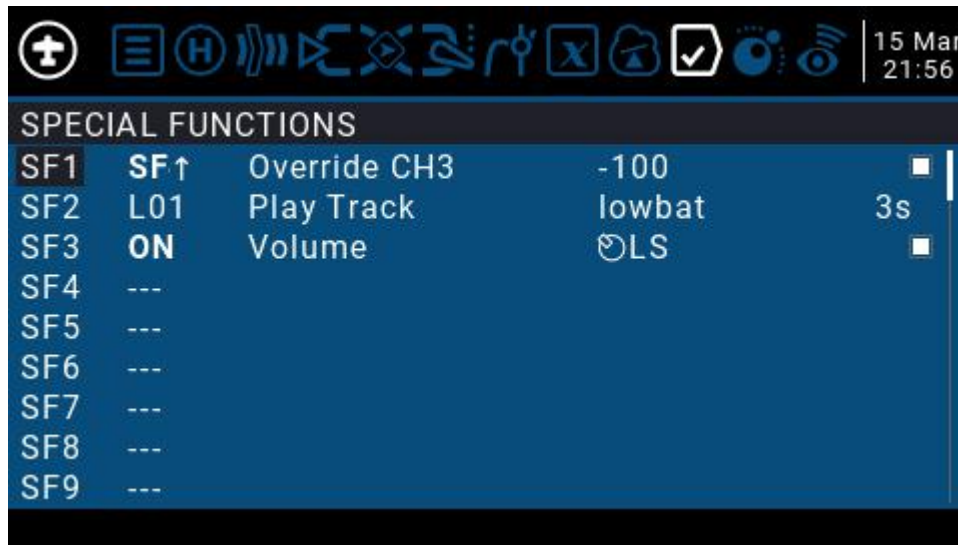 15 Mar
21:56
SPECIAL FUNCTIONS
SF1 SF↑ Override CH3 -100
SF2 L01 Play Track lowbat 3s
SF3 ON Volume LS
SF4 ---
SF5 ---
SF6 ---
SF7 ---
SF8 ---
SF9 ---